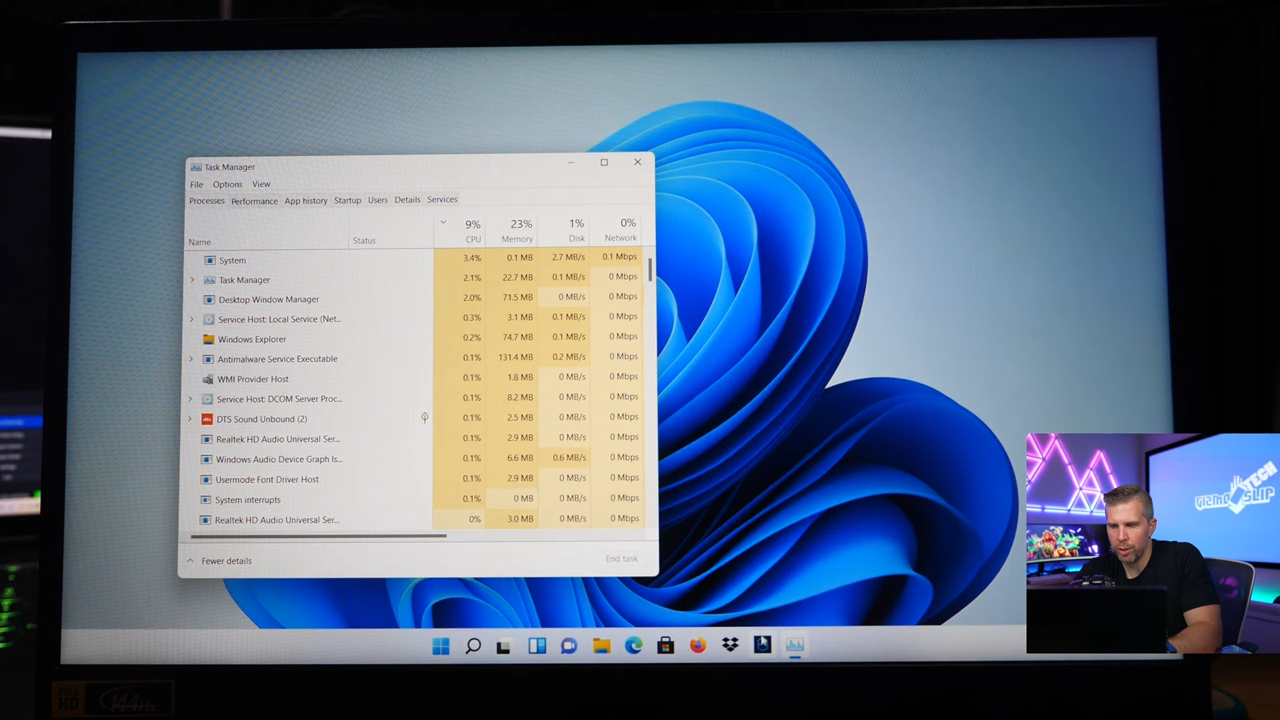 Task Manager
File Options View
Processes Performance App history Startup Users Details Services
9% 23% 1% 0%
Name Status CPU Memory Disk Network
System 3.4% 0.1 MB 2.7 MB/s 0.1 Mbps
Task Manager 2.1% 22.7 MB 0.1 MB/s 0 Mbps
Desktop Window Manager 2.0% 71.5 MB 0 MB/s 0 Mbps
Service Host: Local Service (Net... 0.3% 3.1 MB 0.1 MB/s 0 Mbps
Windows Explorer 0.2% 74.7 MB 0.1 MB/s 0 Mbps
Antimalware Service Executable 0.1% 131.4 MB 0.2 MB/s 0 Mbps
WMI Provider Host 0.1% 1.8 MB 0 MB/s 0 Mbps
Service Host: DCOM Server Proc... 0.1% 8.2 MB 0 MB/s 0 Mbps
DTS Sound Unbound (2) 0.1% 2.5 MB 0 MB/s 0 Mbps
Realtek HD Audio Universal Ser... 0.1% 2.9 MB 0 MB/s 0 Mbps
Windows Audio Device Graph Is... 0.1% 6.6 MB 0.6 MB/s 0 Mbps
Usermode Font Driver Host 0.1% 2.9 MB 0 MB/s 0 Mbps
System interrupts 0.1% 0 MB 0 MB/s 0 Mbps
Realtek HD Audio Universal Ser... 0% 3.0 MB 0 MB/s 0 Mbps
Fewer details End task
GIZMO SLIP TECH
FULL HD 144Hz